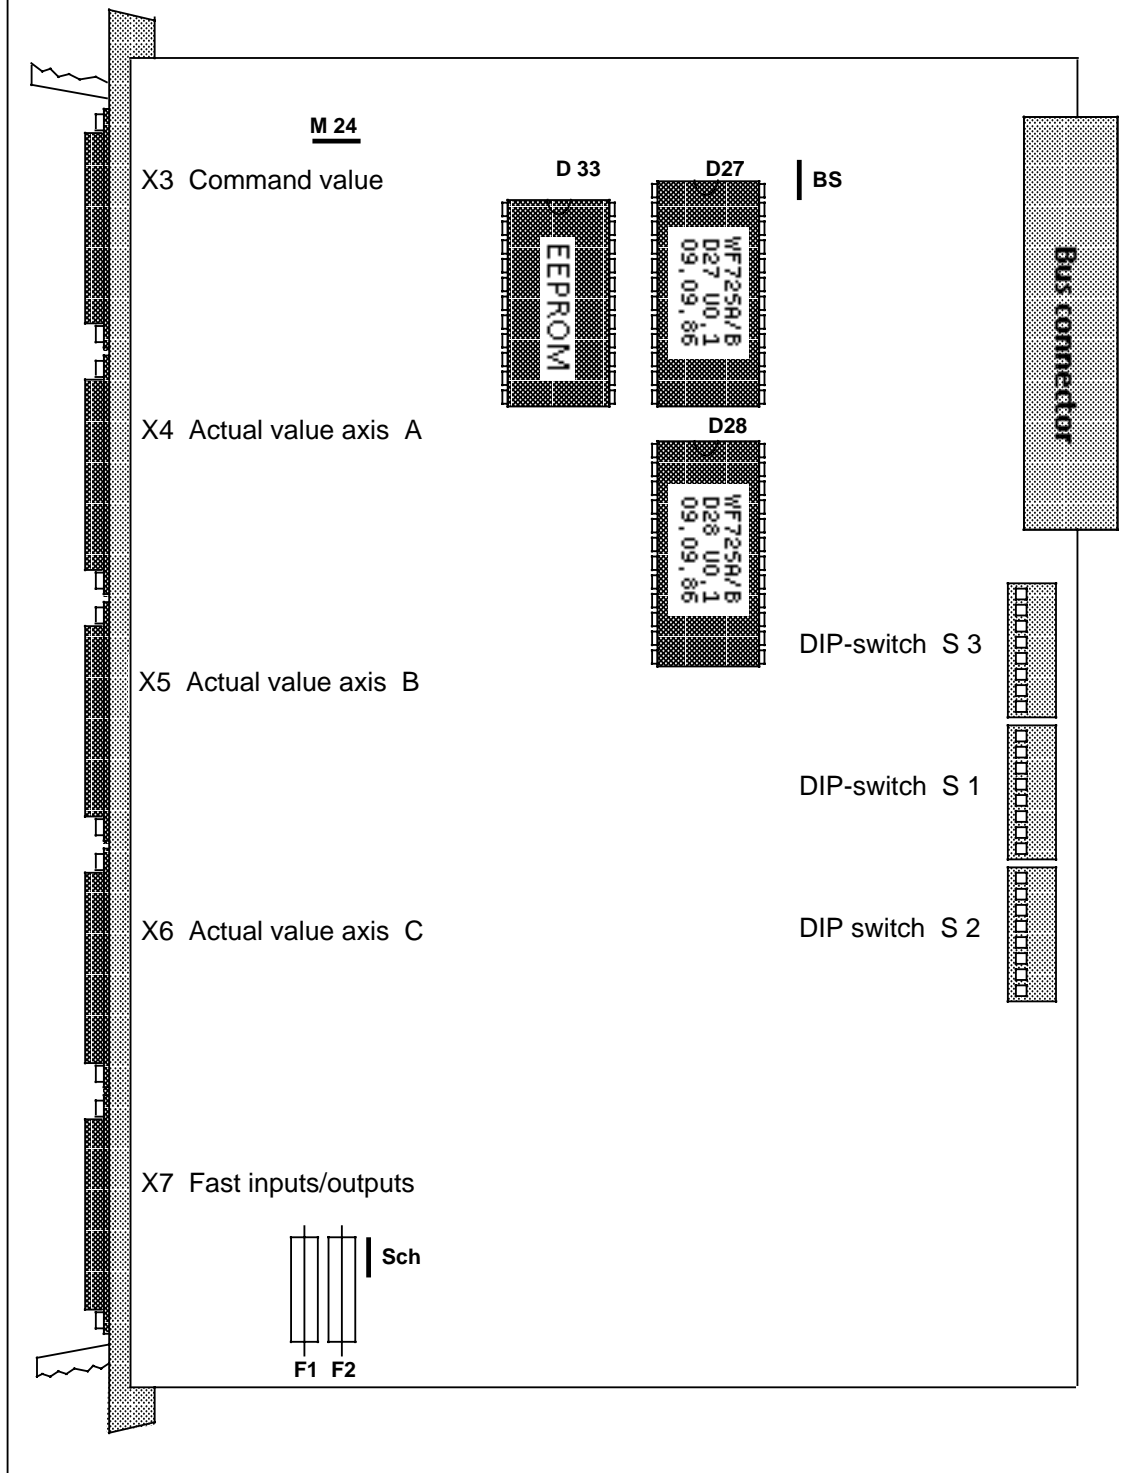 M 24
X3 Command value
D 33
D27
BS
EEPROM
WF725A/B
D27 V0,1
09,09,86
Bus connector
X4 Actual value axis A
D28
WF725A/B
D28 V0,1
09,09,86
DIP-switch S 3
X5 Actual value axis B
DIP-switch S 1
X6 Actual value axis C
DIP switch S 2
X7 Fast inputs/outputs
Sch
F1 F2